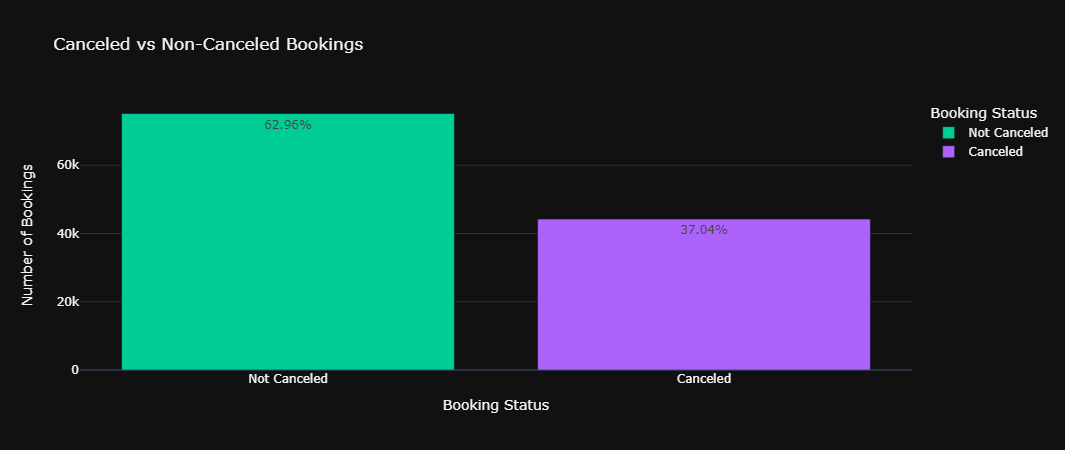 Canceled vs Non-Canceled Bookings
Number of Bookings
60k
40k
20k
0
62.96%
37.04%
Not Canceled
Canceled
Booking Status
Booking Status
Not Canceled
Canceled